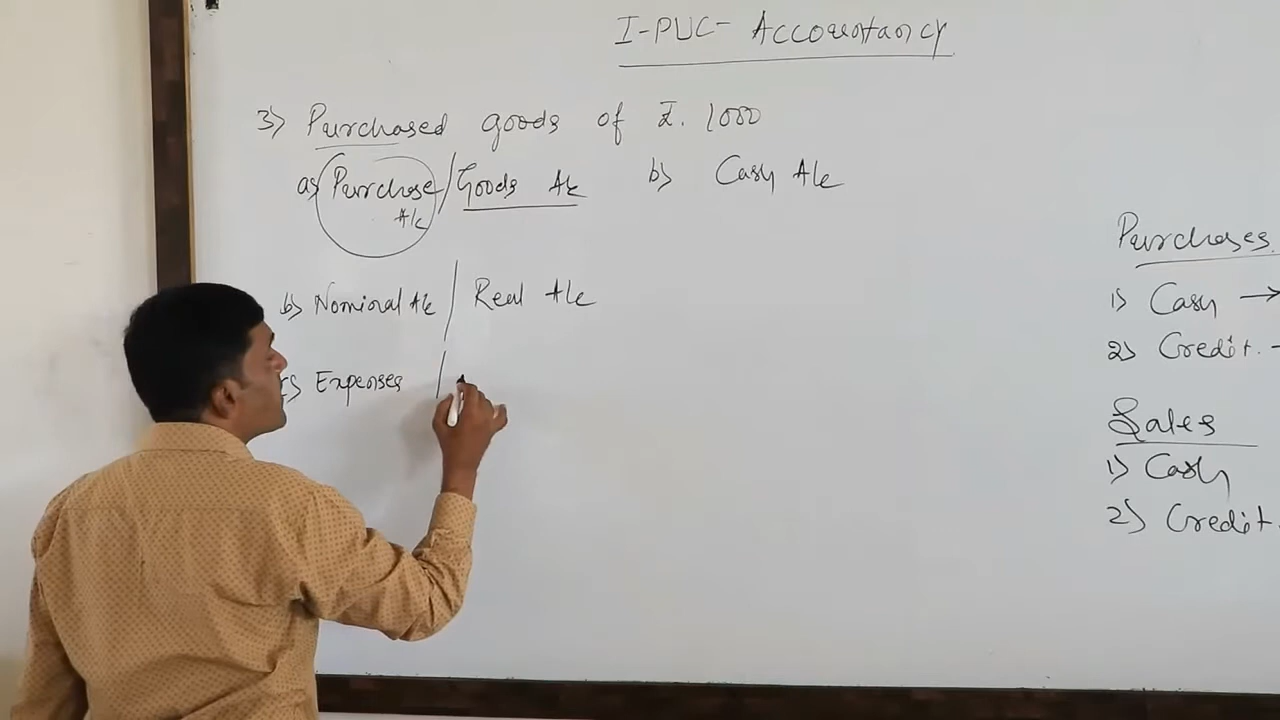 I-PUC- Accountancy
3) Purchased goods of ₹. 1000
a) Purchase A/c / Goods A/c b) Cash A/c
b) Nominal A/c / Real A/c
c) Expenses /
Purchases
1) Cash →
2) Credit. -
Sales
1) Cash
2) Credit.